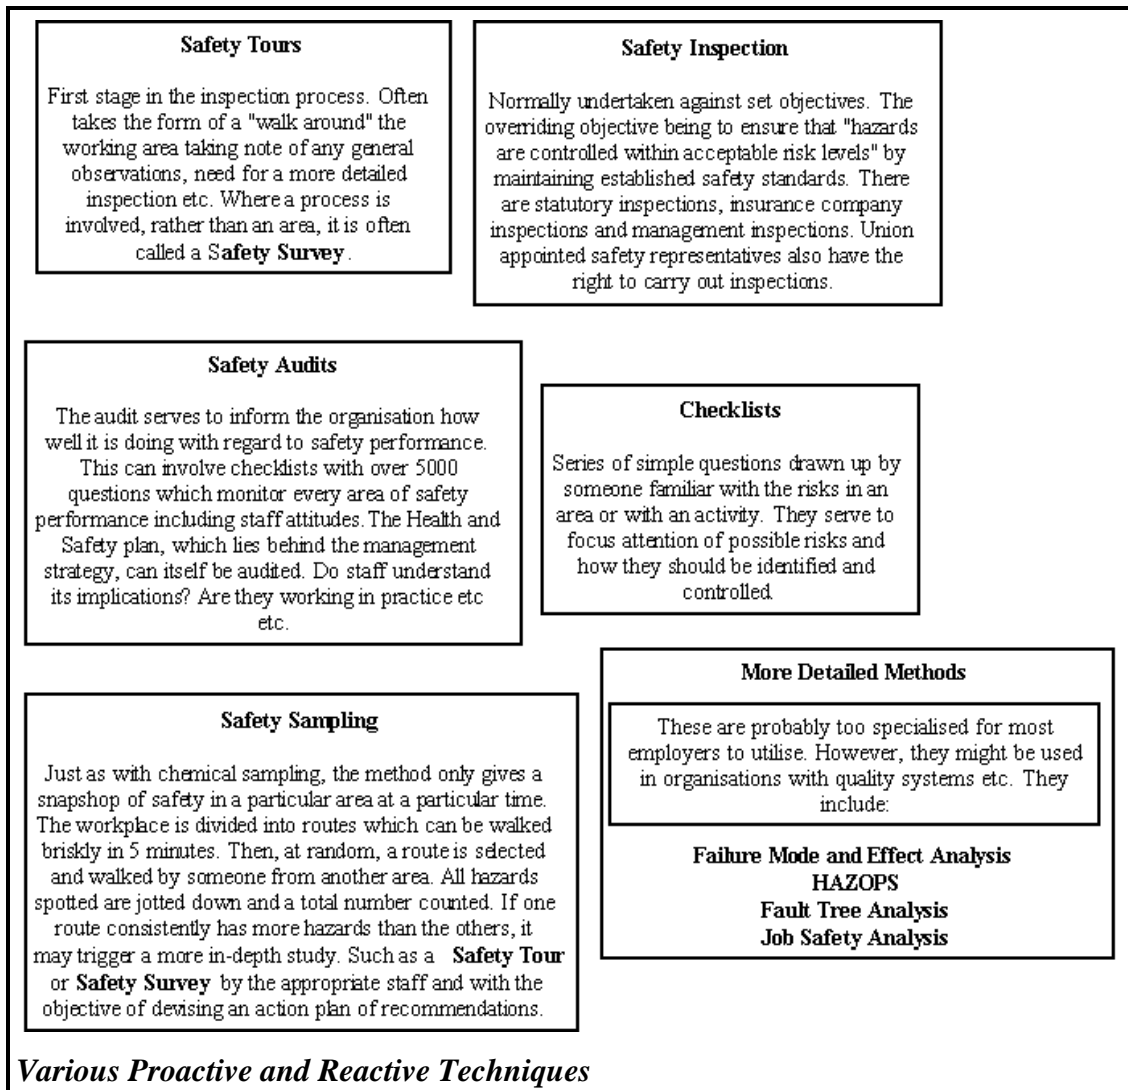 Safety Tours
First stage in the inspection process. Often
takes the form of a "walk around" the
working area taking note of any general
observations, need for a more detailed
inspection etc. Where a process is
involved, rather than an area, it is often
called a Safety Survey.
Safety Inspection
Normally undertaken against set objectives. The
overriding objective being to ensure that "hazards
are controlled within acceptable risk levels" by
maintaining established safety standards. There
are statutory inspections, insurance company
inspections and management inspections. Union
appointed safety representatives also have the
right to carry out inspections.
Safety Audits
The audit serves to inform the organisation how
well it is doing with regard to safety performance.
This can involve checklists with over 5000
questions which monitor every area of safety
performance including staff attitudes. The Health and
Safety plan, which lies behind the management
strategy, can itself be audited. Do staff understand
its implications? Are they working in practice etc
etc.
Checklists
Series of simple questions drawn up by
someone familiar with the risks in an
area or with an activity. They serve to
focus attention of possible risks and
how they should be identified and
controlled.
Safety Sampling
Just as with chemical sampling, the method only gives a
snapshop of safety in a particular area at a particular time.
The workplace is divided into routes which can be walked
briskly in 5 minutes. Then, at random, a route is selected
and walked by someone from another area. All hazards
spotted are jotted down and a total number counted. If one
route consistently has more hazards than the others, it
may trigger a more in-depth study. Such as a Safety Tour
or Safety Survey by the appropriate staff and with the
objective of devising an action plan of recommendations.
More Detailed Methods
These are probably too specialised for most
employers to utilise. However, they might be used
in organisations with quality systems etc. They
include:
Failure Mode and Effect Analysis
HAZOPS
Fault Tree Analysis
Job Safety Analysis
Various Proactive and Reactive Techniques